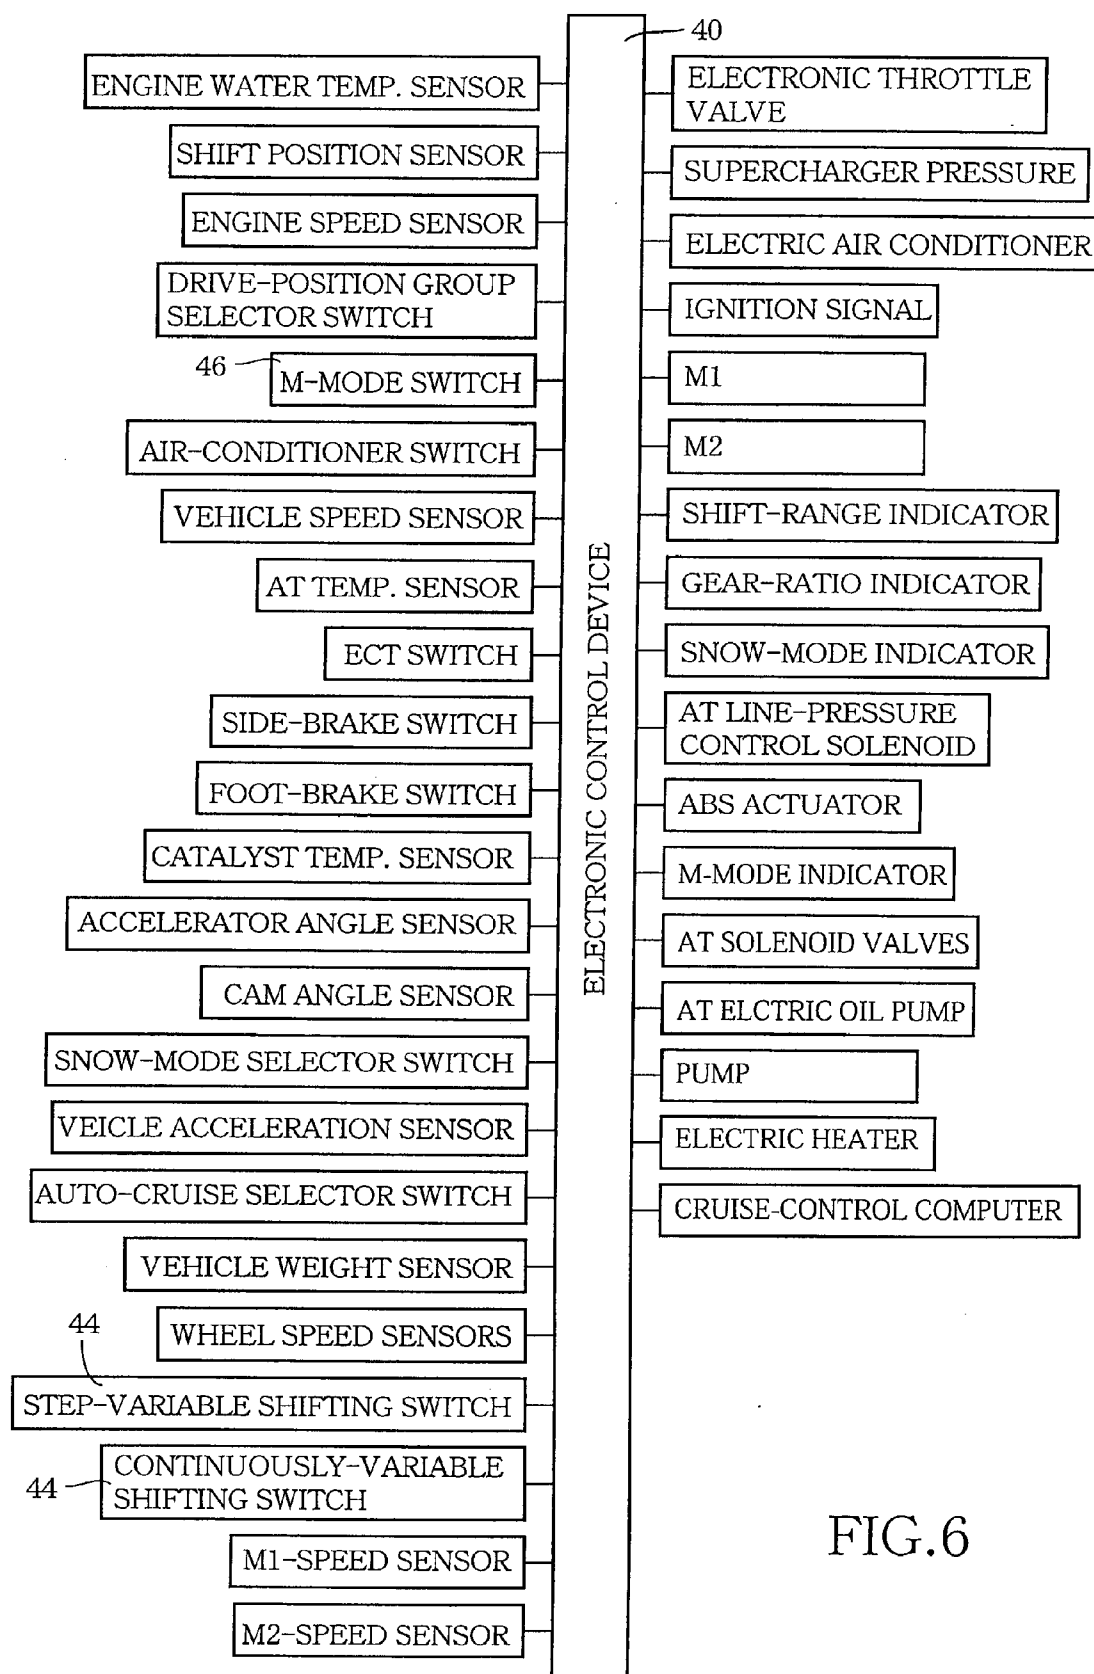 40
ENGINE WATER TEMP. SENSOR
SHIFT POSITION SENSOR
ENGINE SPEED SENSOR
DRIVE-POSITION GROUP
SELECTOR SWITCH
46
M-MODE SWITCH
AIR-CONDITIONER SWITCH
VEHICLE SPEED SENSOR
AT TEMP. SENSOR
ECT SWITCH
SIDE-BRAKE SWITCH
FOOT-BRAKE SWITCH
CATALYST TEMP. SENSOR
ACCELERATOR ANGLE SENSOR
CAM ANGLE SENSOR
SNOW-MODE SELECTOR SWITCH
VEICLE ACCELERATION SENSOR
AUTO-CRUISE SELECTOR SWITCH
VEHICLE WEIGHT SENSOR
WHEEL SPEED SENSORS
44
STEP-VARIABLE SHIFTING SWITCH
CONTINUOUSLY-VARIABLE
SHIFTING SWITCH
44
M1-SPEED SENSOR
M2-SPEED SENSOR
ELECTRONIC CONTROL DEVICE
ELECTRONIC THROTTLE
VALVE
SUPERCHARGER PRESSURE
ELECTRIC AIR CONDITIONER
IGNITION SIGNAL
M1
M2
SHIFT-RANGE INDICATOR
GEAR-RATIO INDICATOR
SNOW-MODE INDICATOR
AT LINE-PRESSURE
CONTROL SOLENOID
ABS ACTUATOR
M-MODE INDICATOR
AT SOLENOID VALVES
AT ELCTRIC OIL PUMP
PUMP
ELECTRIC HEATER
CRUISE-CONTROL COMPUTER
FIG.6